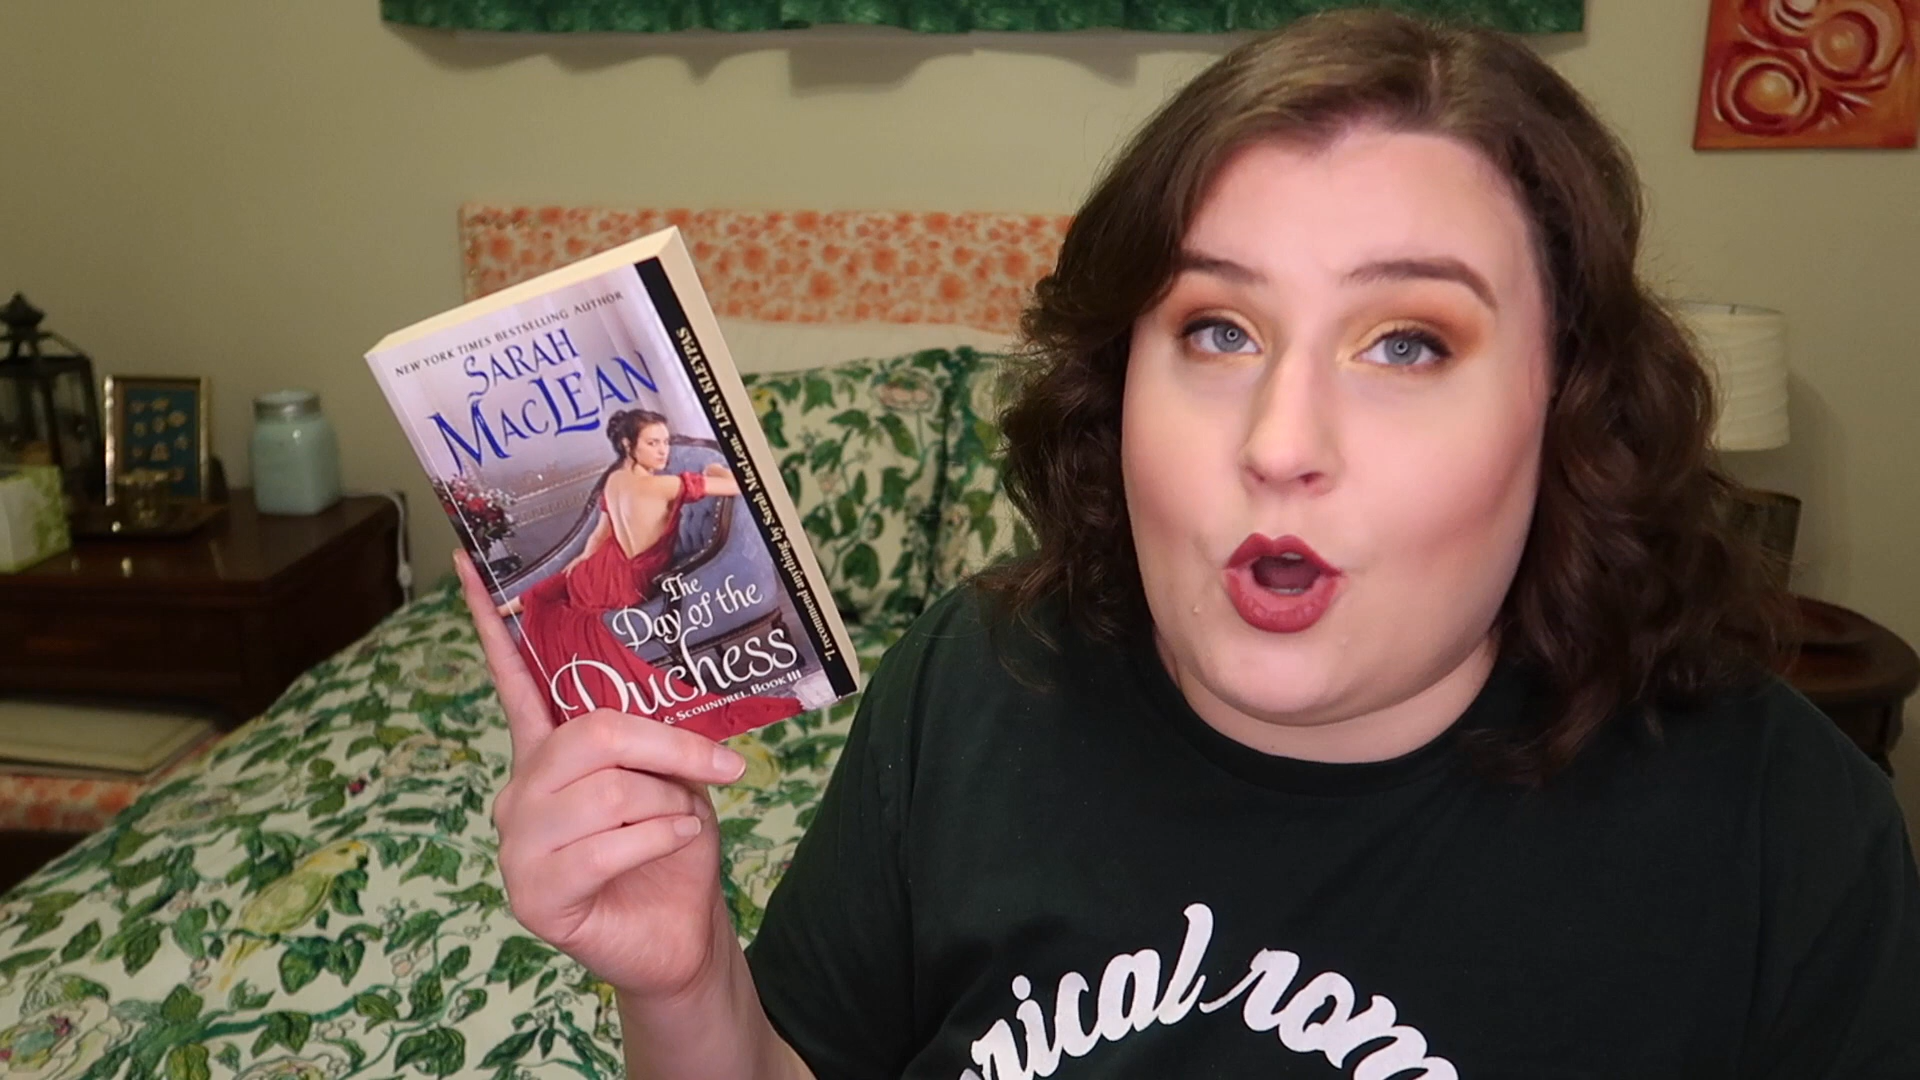 NEW YORK TIMES BESTSELLING AUTHOR
SARAH
MACLEAN
"I recommend anything by Sarah MacLean." LISA KLEYPAS
The
Day of the
Duchess
& SCOUNDREL, BOOK III
rical rom